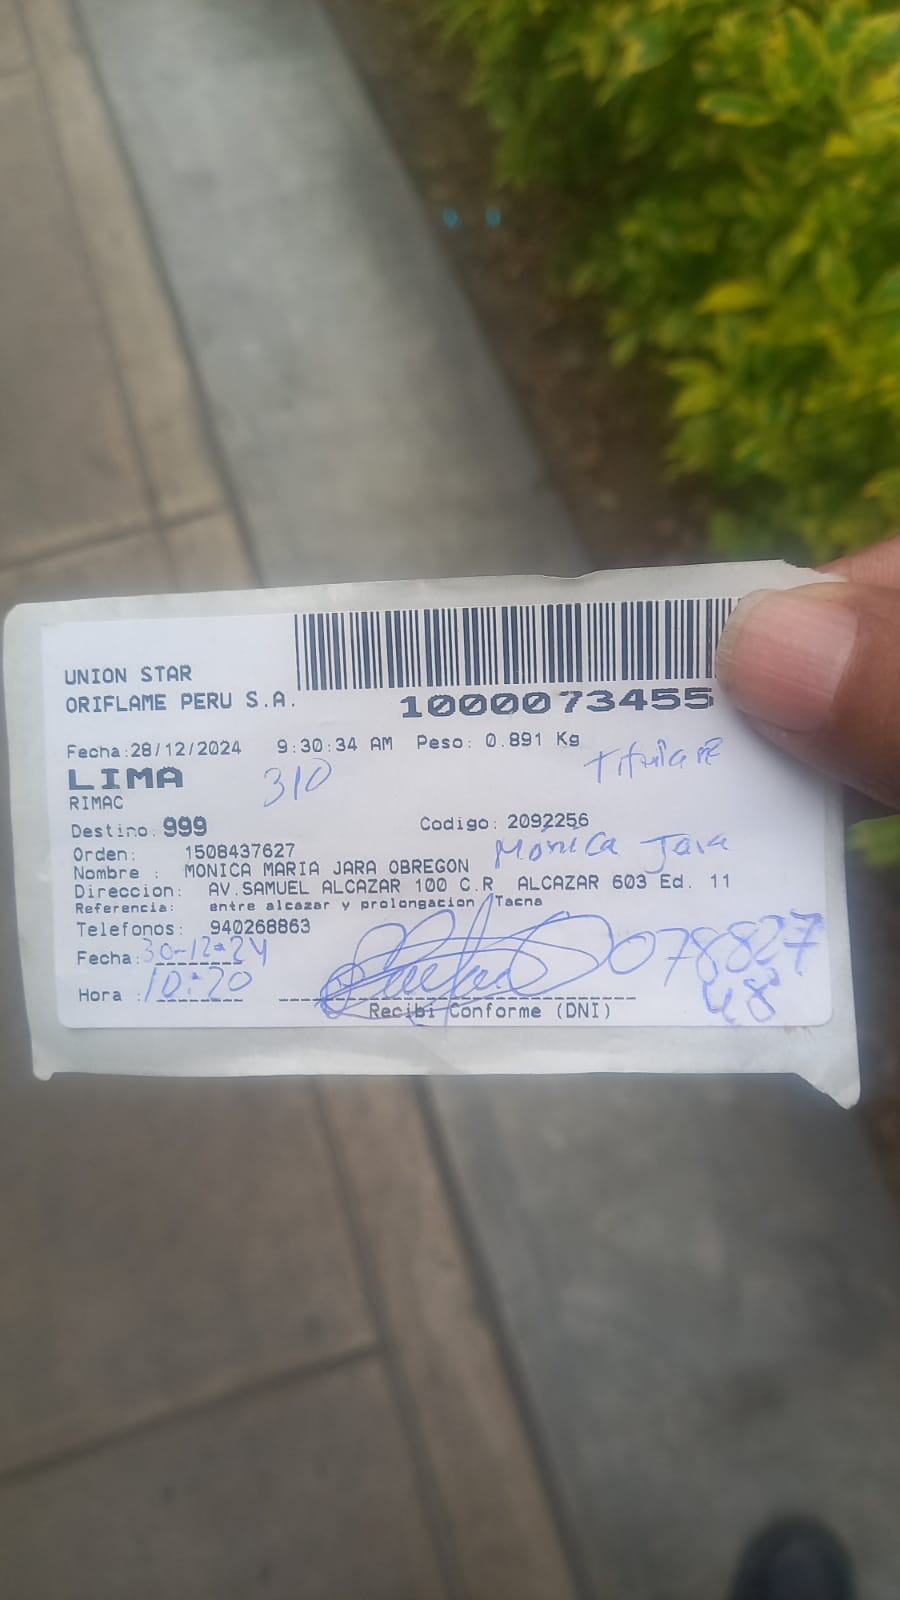 UNION STAR
ORIFLAME PERU S.A.
1000073455
Fecha:28/12/2024 9:30:34 AM Peso: 0.891 Kg
LIMA 310 Titular
RIMAC
Destino: 999 Codigo: 2092256
Orden: 1508437627
Nombre : MONICA MARIA JARA OBREGON Mónica Jara
Direccion: AV.SAMUEL ALCAZAR 100 C.R ALCAZAR 603 Ed. 11
Referencia: entre alcazar y prolongacion Tacna
Telefonos: 940268863
Fecha: 30-12-24 078827
Hora : 10:20 48
Recibi Conforme (DNI)